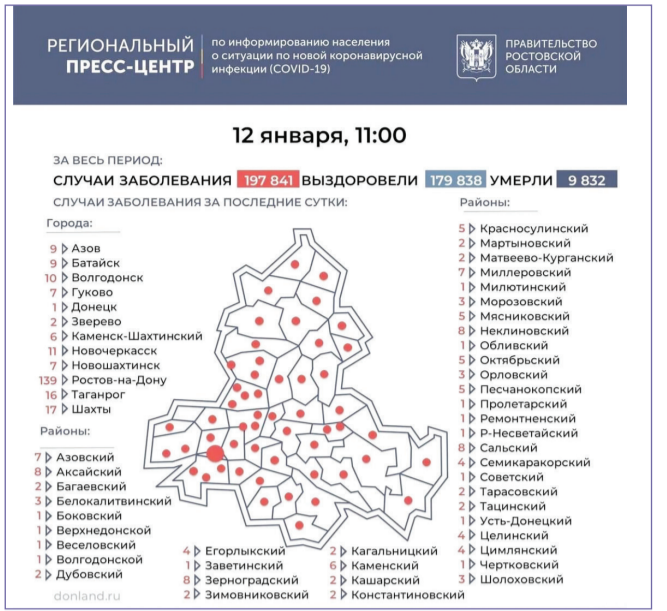 РЕГИОНАЛЬНЫЙ
ПРЕСС-ЦЕНТР
по информированию населения
о ситуации по новой коронавирусной
инфекции (COVID-19)
ПРАВИТЕЛЬСТВО
РОСТОВСКОЙ
ОБЛАСТИ
12 января, 11:00
ЗА ВЕСЬ ПЕРИОД:
СЛУЧАИ ЗАБОЛЕВАНИЯ 197 841 ВЫЗДОРОВЕЛИ 179 838 УМЕРЛИ 9 832
СЛУЧАИ ЗАБОЛЕВАНИЯ ЗА ПОСЛЕДНИЕ СУТКИ:
Города:
9 Азов
9 Батайск
10 Волгодонск
7 Гуково
1 Донецк
2 Зверево
6 Каменск-Шахтинский
11 Новочеркасск
7 Новошахтинск
139 Ростов-на-Дону
16 Таганрог
17 Шахты
Районы:
7 Азовский
8 Аксайский
2 Багаевский
3 Белокалитвинский
1 Боковский
1 Верхнедонской
1 Веселовский
1 Волгодонской
2 Дубовский
4 Егорлыкский
1 Заветинский
8 Зерноградский
2 Зимовниковский
2 Кагальницкий
6 Каменский
2 Кашарский
2 Константиновский
Районы:
5 Красносулинский
2 Мартыновский
2 Матвеево-Курганский
7 Миллеровский
1 Милютинский
3 Морозовский
5 Мясниковский
8 Неклиновский
1 Обливский
5 Октябрьский
3 Орловский
5 Песчанокопский
1 Пролетарский
1 Ремонтненский
1 Р-Несветайский
8 Сальский
4 Семикаракорский
1 Советский
2 Тарасовский
2 Тацинский
1 Усть-Донецкий
4 Целинский
4 Цимлянский
1 Чертковский
3 Шолоховский
donland.ru